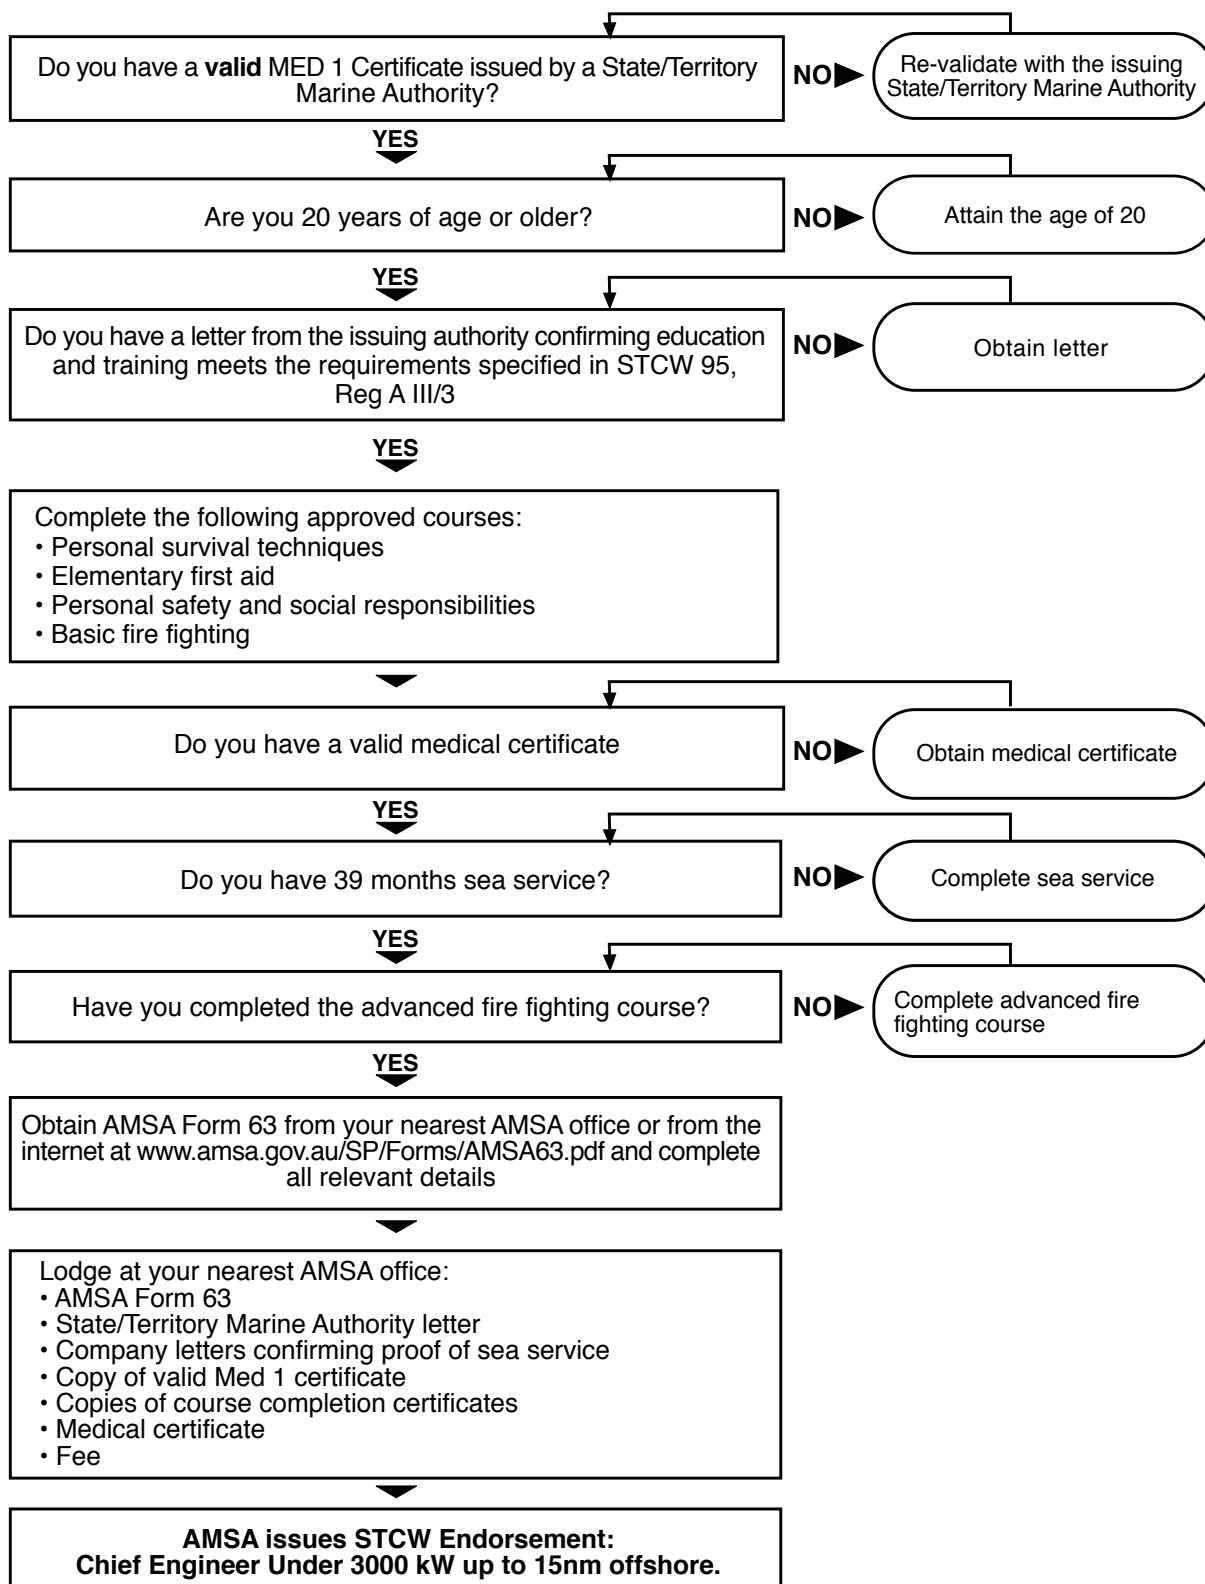 Do you have a valid MED 1 Certificate issued by a State/Territory
Marine Authority?
NO
Re-validate with the issuing
State/Territory Marine Authority
YES
Are you 20 years of age or older?
NO
Attain the age of 20
YES
Do you have a letter from the issuing authority confirming education
and training meets the requirements specified in STCW 95,
Reg A III/3
NO
Obtain letter
YES
Complete the following approved courses:
• Personal survival techniques
• Elementary first aid
• Personal safety and social responsibilities
• Basic fire fighting
Do you have a valid medical certificate
NO
Obtain medical certificate
YES
Do you have 39 months sea service?
NO
Complete sea service
YES
Have you completed the advanced fire fighting course?
NO
Complete advanced fire
fighting course
YES
Obtain AMSA Form 63 from your nearest AMSA office or from the
internet at www.amsa.gov.au/SP/Forms/AMSA63.pdf and complete
all relevant details
Lodge at your nearest AMSA office:
• AMSA Form 63
• State/Territory Marine Authority letter
• Company letters confirming proof of sea service
• Copy of valid Med 1 certificate
• Copies of course completion certificates
• Medical certificate
• Fee
AMSA issues STCW Endorsement:
Chief Engineer Under 3000 kW up to 15nm offshore.